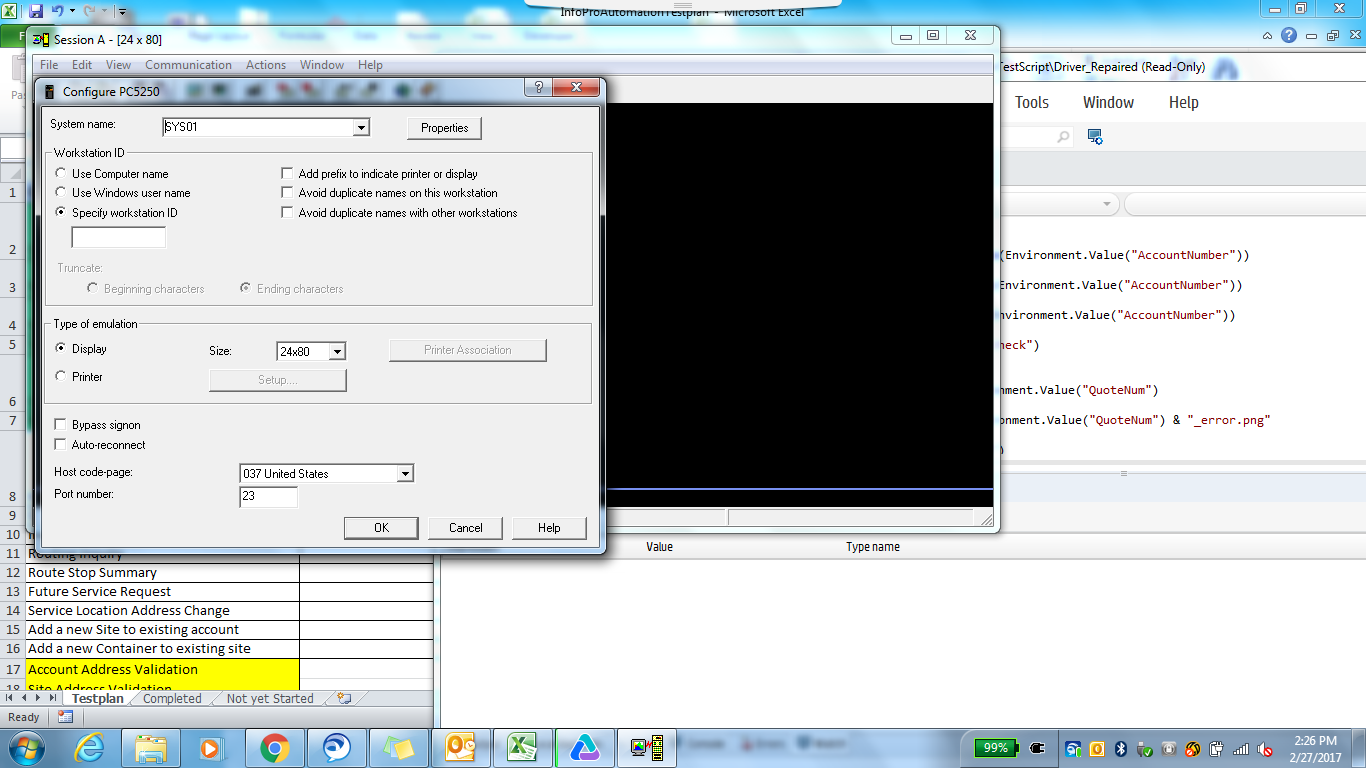 InfoProAutomationTestplan - Microsoft Excel
Session A - [24 x 80]
File Edit View Communication Actions Window Help
Configure PC5250
System name: SYS01 Properties
Workstation ID
Use Computer name
Add prefix to indicate printer or display
Use Windows user name
Avoid duplicate names on this workstation
Specify workstation ID
Avoid duplicate names with other workstations
Truncate:
Beginning characters Ending characters
Type of emulation
Display Size: 24x80 Printer Association
Printer Setup....
Bypass signon
Auto-reconnect
Host code-page: 037 United States
Port number: 23
OK Cancel Help
TestScript\Driver_Repaired (Read-Only)
Tools Window Help
(Environment.Value("AccountNumber"))
Environment.Value("AccountNumber"))
nvironment.Value("AccountNumber"))
heck")
nment.Value("QuoteNum")
onment.Value("QuoteNum") & "_error.png"
)
Value Type name
1
2
3
4
5
6
7
8
9
10
11 Routing Inquiry
12 Route Stop Summary
13 Future Service Request
14 Service Location Address Change
15 Add a new Site to existing account
16 Add a new Container to existing site
17 Account Address Validation
18 Site Address Validation
Testplan Completed Not yet Started
Ready
99%
2:26 PM
2/27/2017